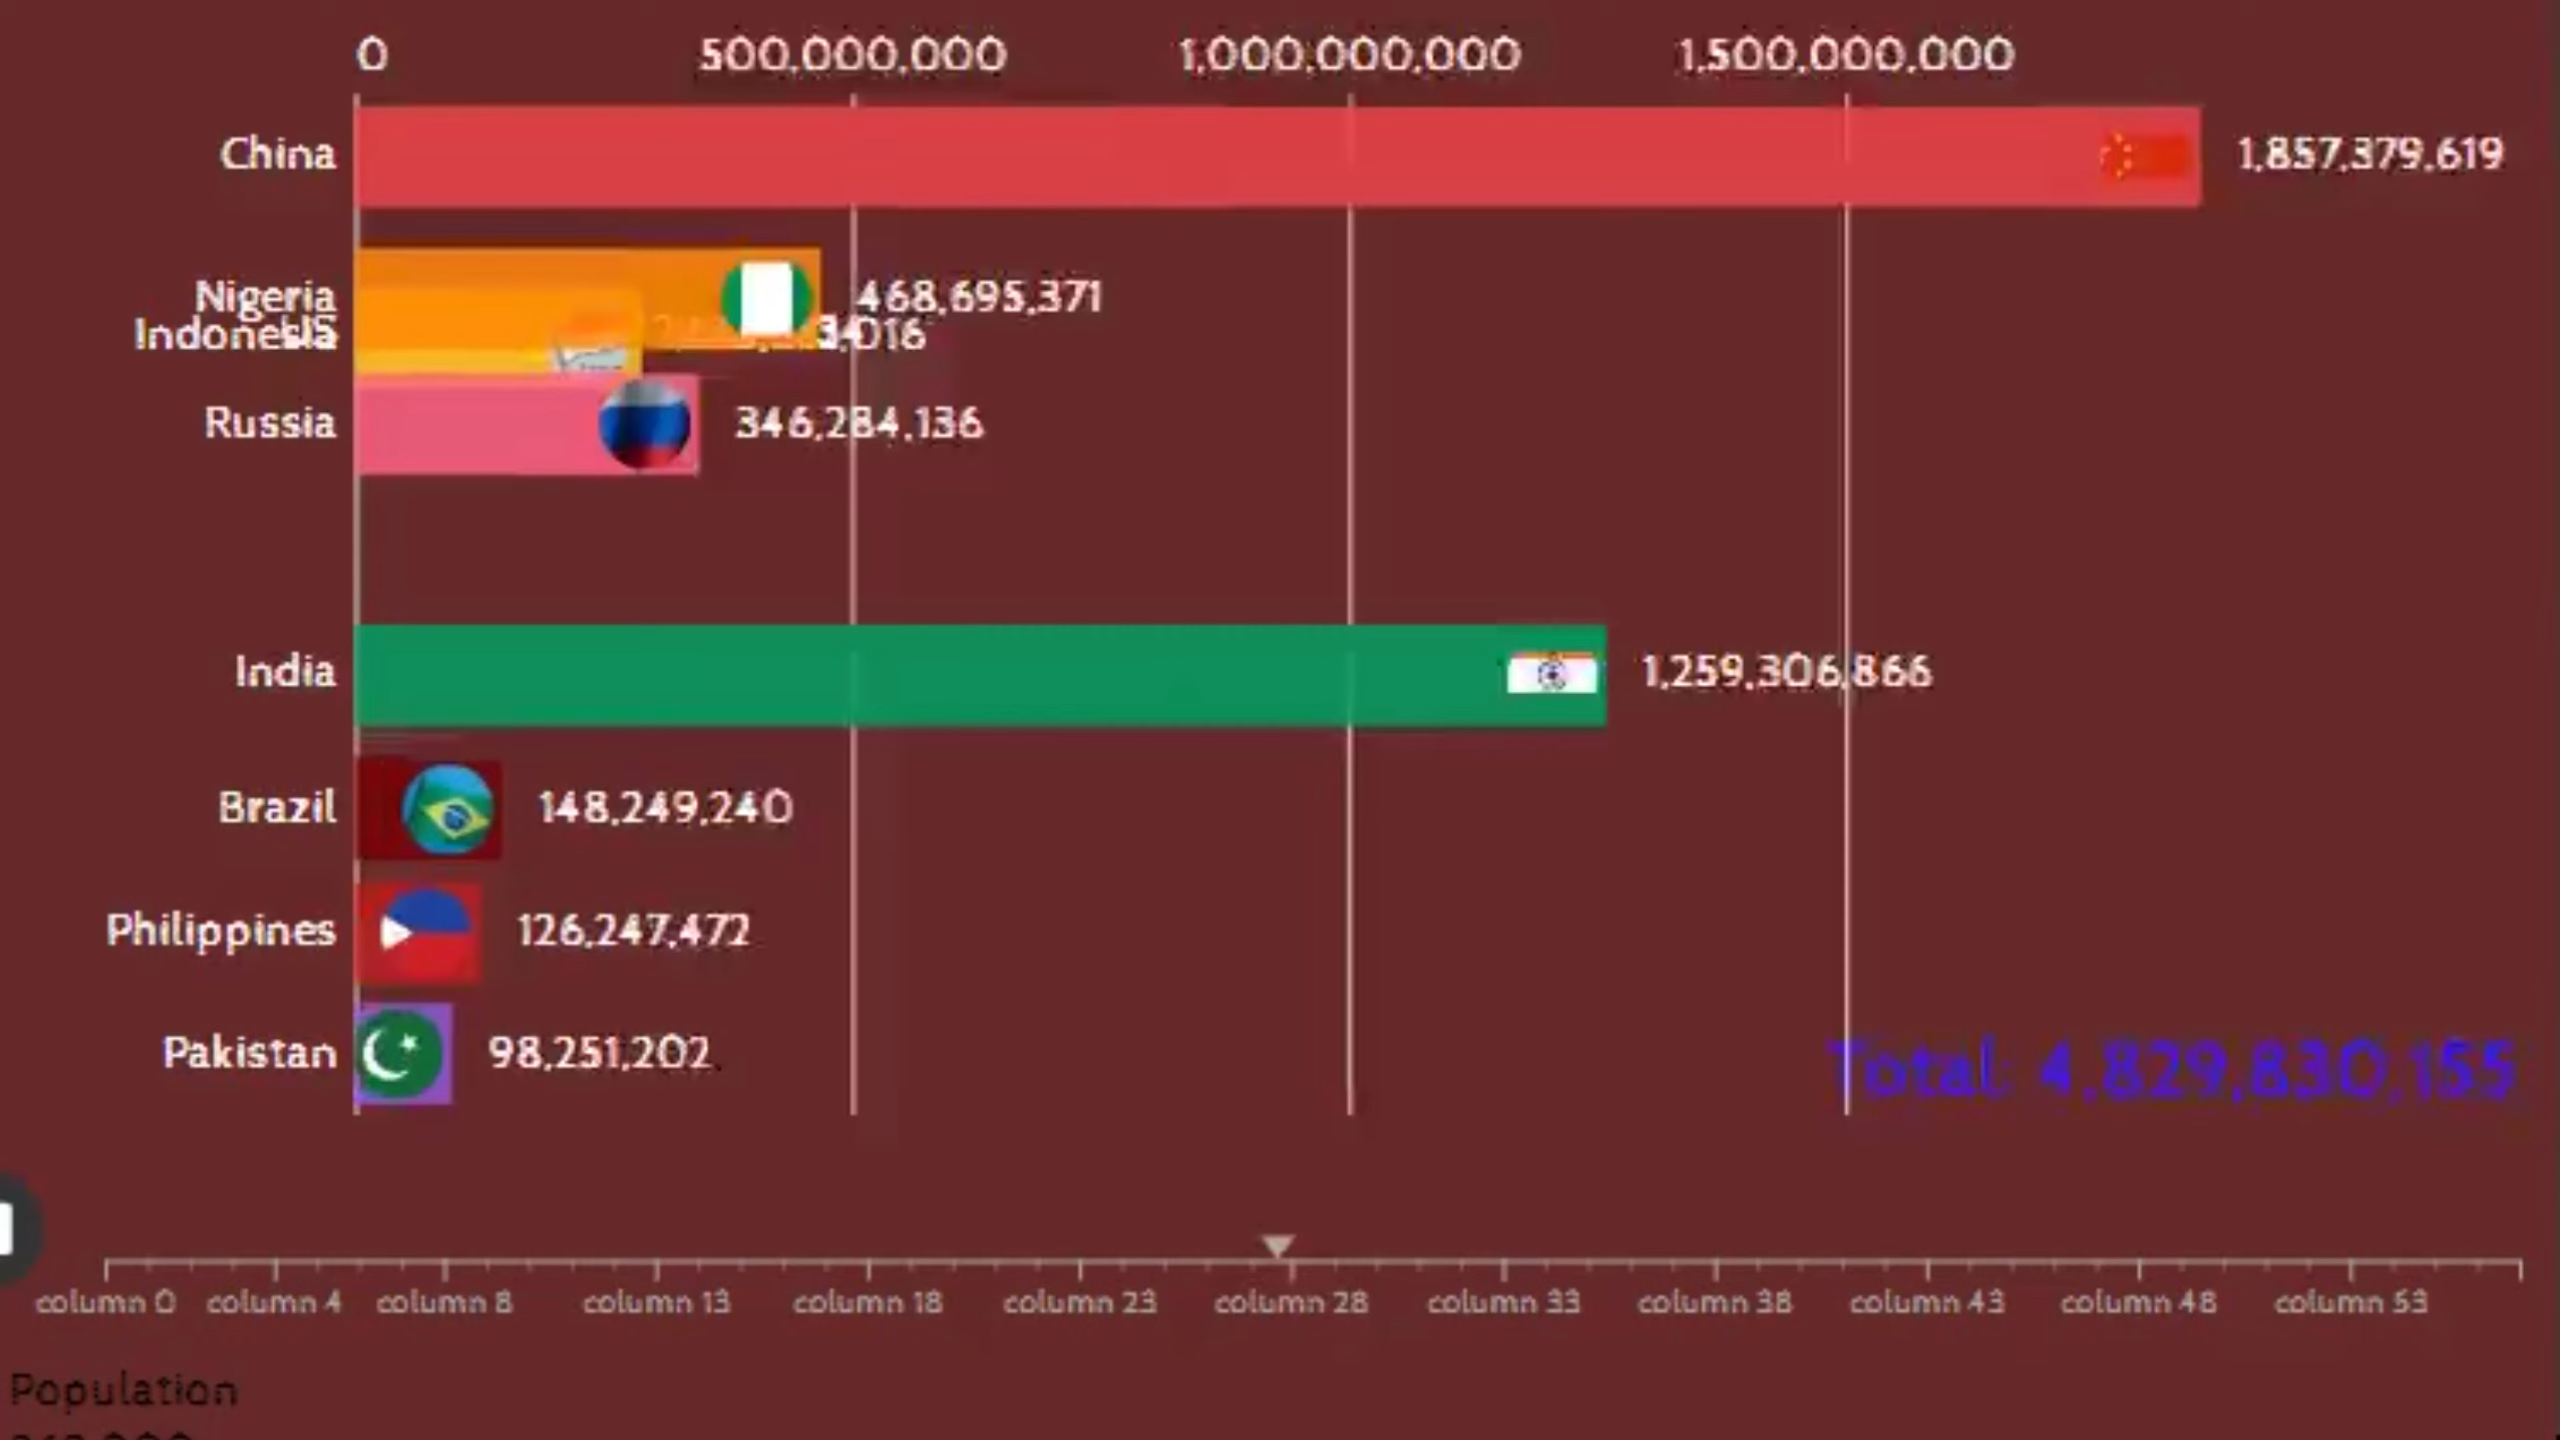 0 500,000,000 1,000,000,000 1,500,000,000
China 1,857,379,619
Nigeria 468,695,371
Indonesia
Russia 346,284,136
India 1,259,306,866
Brazil 148,249,240
Philippines 126,247,472
Pakistan 98,251,202
Total: 4,829,830,155
column 0 column 4 column 8 column 13 column 18 column 23 column 28 column 33 column 38 column 43 column 48 column 53
Population